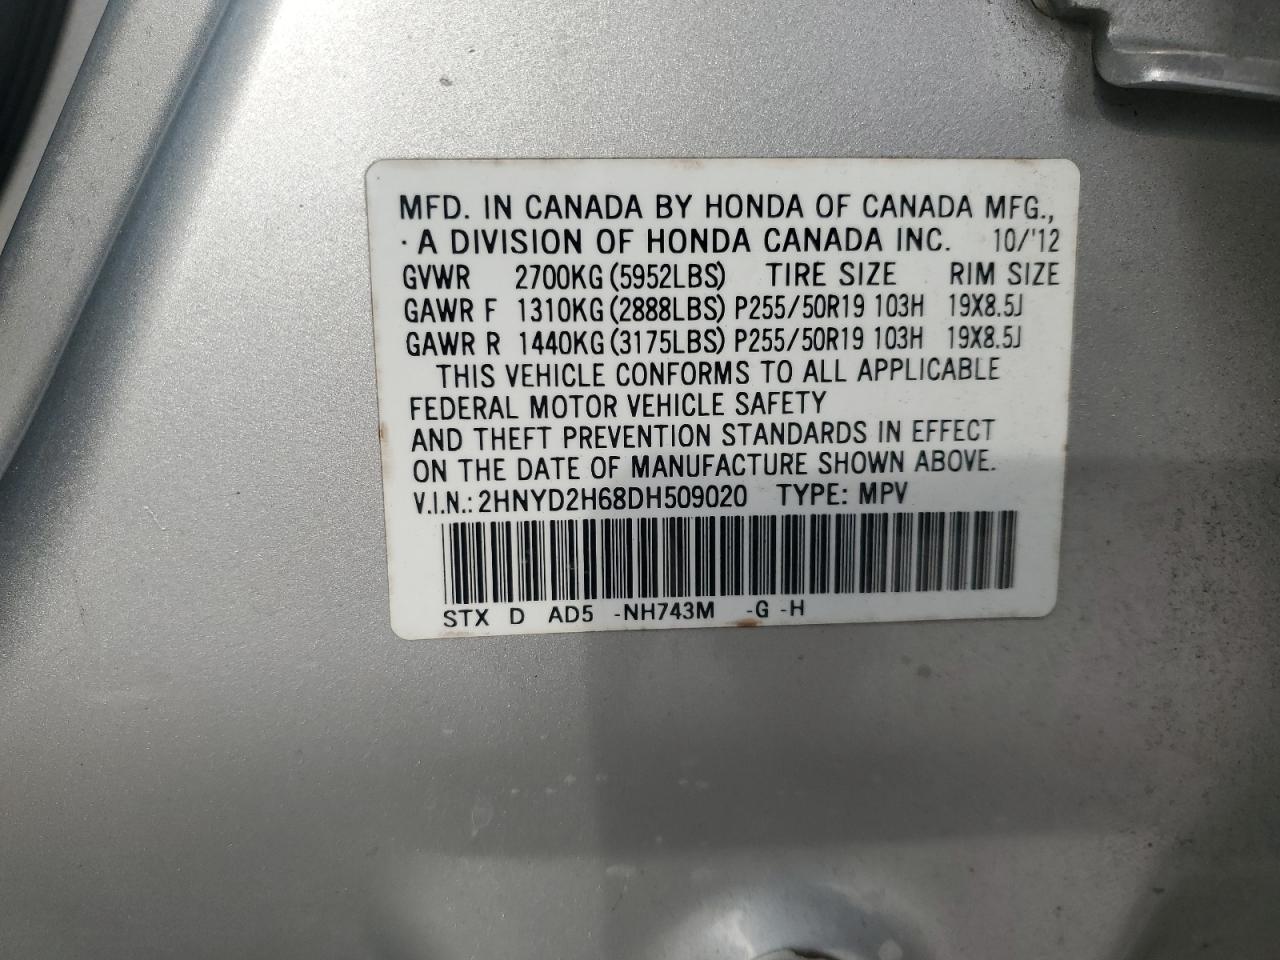 MFD. IN CANADA BY HONDA OF CANADA MFG.,
· A DIVISION OF HONDA CANADA INC. 10/'12
GVWR 2700KG (5952LBS) TIRE SIZE RIM SIZE
GAWR F 1310KG (2888LBS) P255/50R19 103H 19X8.5J
GAWR R 1440KG (3175LBS) P255/50R19 103H 19X8.5J
THIS VEHICLE CONFORMS TO ALL APPLICABLE
FEDERAL MOTOR VEHICLE SAFETY
AND THEFT PREVENTION STANDARDS IN EFFECT
ON THE DATE OF MANUFACTURE SHOWN ABOVE.
V.I.N.: 2HNYD2H68DH509020 TYPE: MPV
STX D AD5 -NH743M -G -H